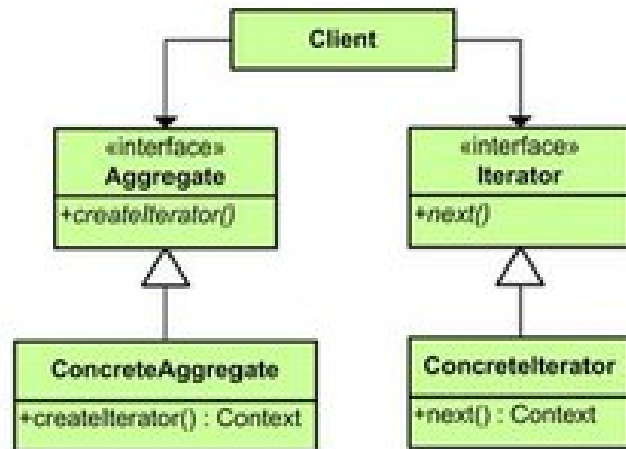 Client
«interface»
Aggregate
+createIterator()
«interface»
Iterator
+next()
ConcreteAggregate
+createIterator() : Context
ConcreteIterator
+next() : Context